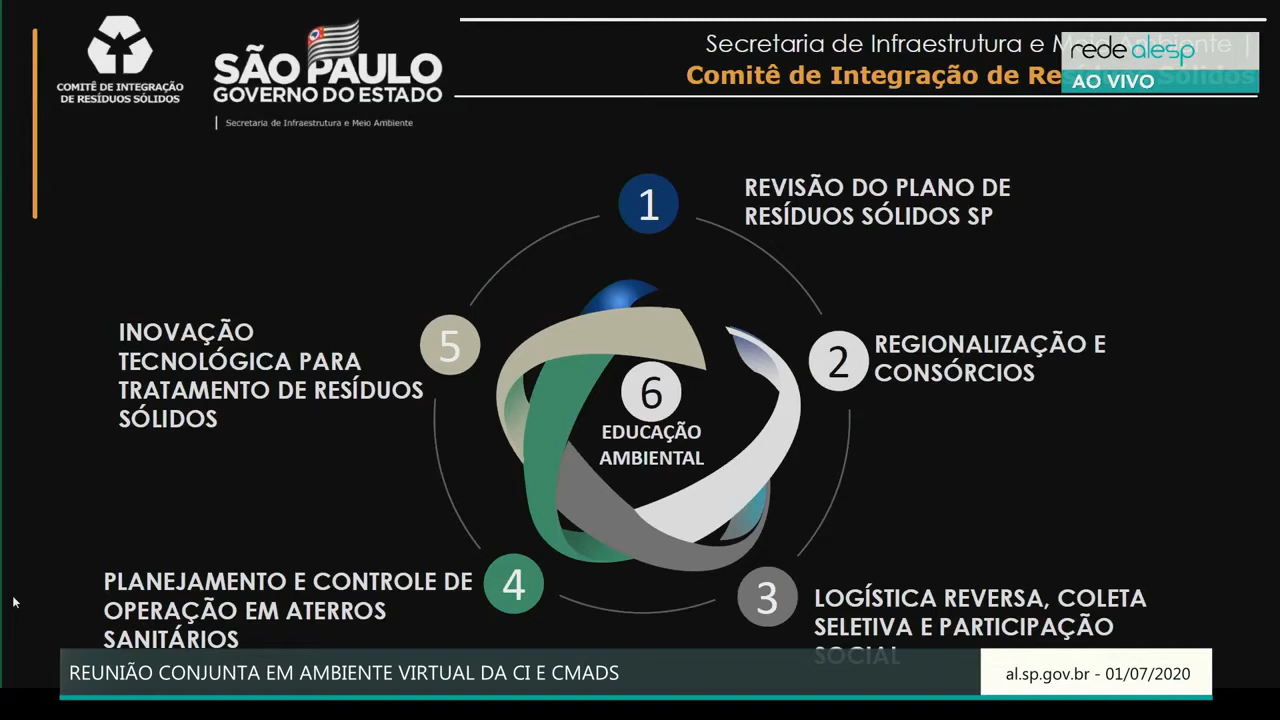 COMITÊ DE INTEGRAÇÃO
DE RESÍDUOS SÓLIDOS
SÃO PAULO
GOVERNO DO ESTADO
Secretaria de Infraestrutura e Meio Ambiente
Secretaria de Infraestrutura e Meio Ambiente |
Comitê de Integração de Resíduos Sólidos
rede alesp
AO VIVO
1
REVISÃO DO PLANO DE
RESÍDUOS SÓLIDOS SP
2
REGIONALIZAÇÃO E
CONSÓRCIOS
5
INOVAÇÃO
TECNOLÓGICA PARA
TRATAMENTO DE RESÍDUOS
SÓLIDOS
6
EDUCAÇÃO
AMBIENTAL
4
PLANEJAMENTO E CONTROLE DE
OPERAÇÃO EM ATERROS
SANITÁRIOS
3
LOGÍSTICA REVERSA, COLETA
SELETIVA E PARTICIPAÇÃO
SOCIAL
REUNIÃO CONJUNTA EM AMBIENTE VIRTUAL DA CI E CMADS
al.sp.gov.br - 01/07/2020